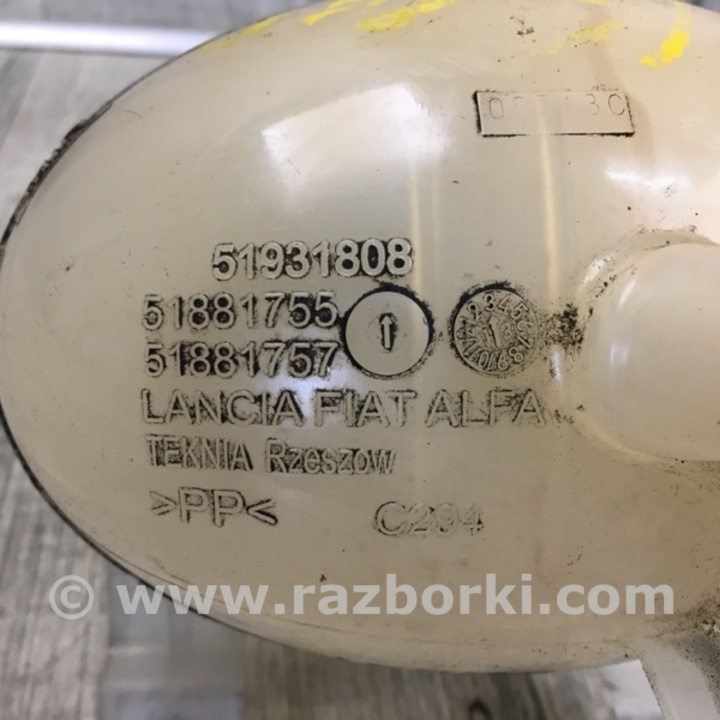 51931808
51881755
51881757
LANCIA FIAT ALFA
TEKNIA Rzeszow
>PP< C294
© www.razborki.com